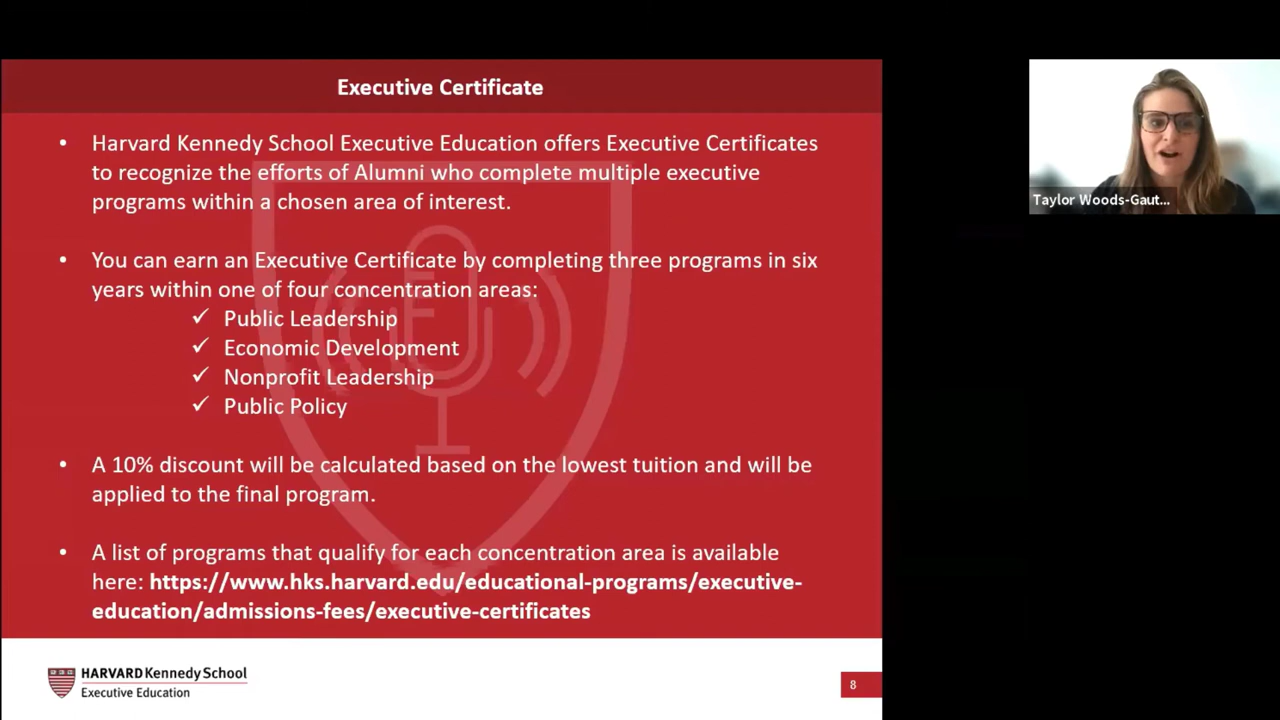 Executive Certificate
• Harvard Kennedy School Executive Education offers Executive Certificates
to recognize the efforts of Alumni who complete multiple executive
programs within a chosen area of interest.
• You can earn an Executive Certificate by completing three programs in six
years within one of four concentration areas:
✓ Public Leadership
✓ Economic Development
✓ Nonprofit Leadership
✓ Public Policy
• A 10% discount will be calculated based on the lowest tuition and will be
applied to the final program.
• A list of programs that qualify for each concentration area is available
here: https://www.hks.harvard.edu/educational-programs/executive-
education/admissions-fees/executive-certificates
HARVARD Kennedy School
Executive Education
8
Taylor Woods-Gaut...